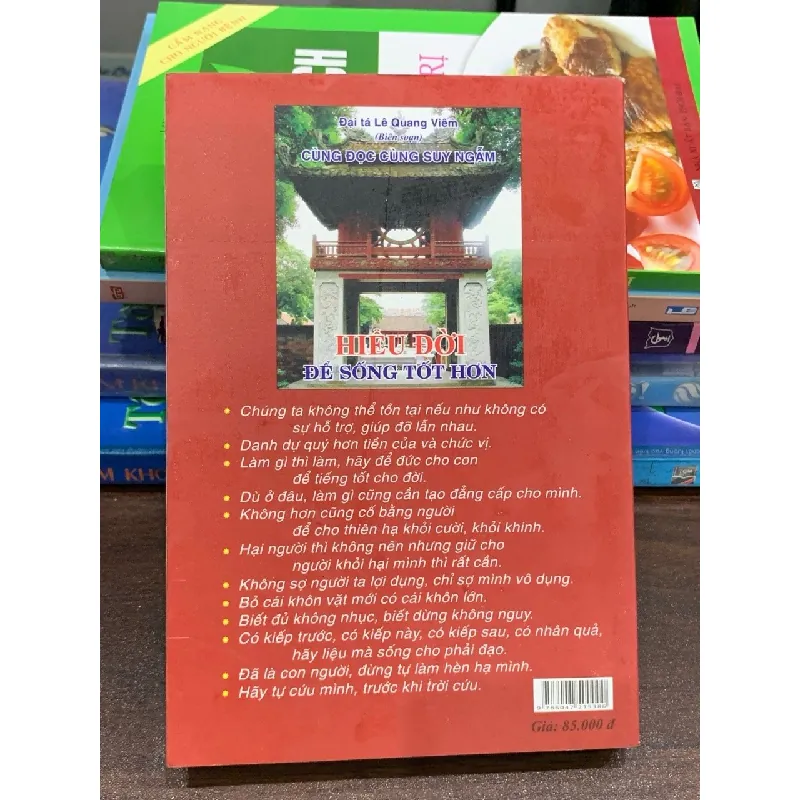 CẨM NANG
CHO NGƯỜI BỆNH
CH
RỊ
Đại tá Lê Quang Viêm
(Biên soạn)
CÙNG ĐỌC CÙNG SUY NGẪM
HIỂU ĐỜI
ĐỂ SỐNG TỐT HƠN
• Chúng ta không thể tồn tại nếu như không có
sự hỗ trợ, giúp đỡ lẫn nhau.
• Danh dự quý hơn tiền của và chức vị.
• Làm gì thì làm, hãy để đức cho con
để tiếng tốt cho đời.
• Dù ở đâu, làm gì cũng cần tạo đẳng cấp cho mình.
• Không hơn cũng cố bằng người
để cho thiên hạ khỏi cười, khỏi khinh.
• Hại người thì không nên nhưng giữ cho
người khỏi hại mình thì rất cần.
• Không sợ người ta lợi dụng, chỉ sợ mình vô dụng.
• Bỏ cái khôn vặt mới có cái khôn lớn.
• Biết đủ không nhục, biết dừng không nguy.
• Có kiếp trước, có kiếp này, có kiếp sau, có nhân quả,
hãy liệu mà sống cho phải đạo.
• Đã là con người, đừng tự làm hèn hạ mình.
• Hãy tự cứu mình, trước khi trời cứu.
Giá: 85.000 đ